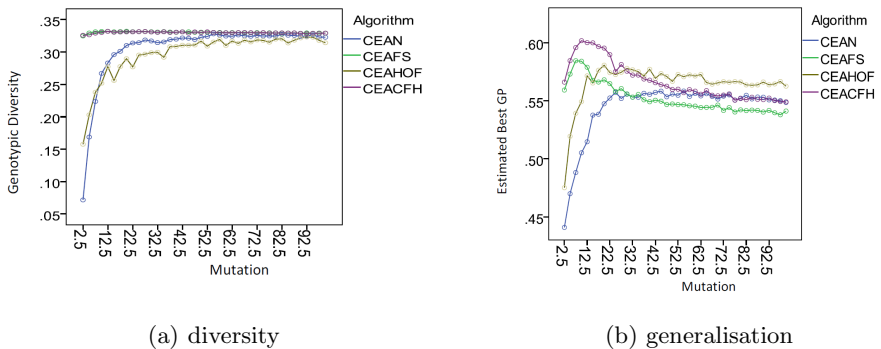 .35
.30
.25
.20
.15
.10
.05
Genotypic Diversity
2.5
12.5
22.5
32.5
42.5
52.5
62.5
72.5
82.5
92.5
Mutation
Algorithm
CEAN
CEAFS
CEAHOF
CEACFH
(a) diversity
.60
.55
.50
.45
Estimated Best GP
2.5
12.5
22.5
32.5
42.5
52.5
62.5
72.5
82.5
92.5
Mutation
Algorithm
CEAN
CEAFS
CEAHOF
CEACFH
(b) generalisation